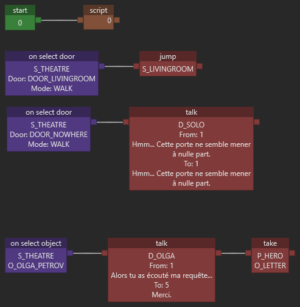 start
0
script
0
on select door
S_THEATRE
Door: DOOR_LIVINGROOM
Mode: WALK
jump
S_LIVINGROOM
on select door
S_THEATRE
Door: DOOR_NOWHERE
Mode: WALK
talk
D_SOLO
From: 1
Hmm... Cette porte ne semble mener
à nulle part.
To: 1
Hmm... Cette porte ne semble mener
à nulle part.
on select object
S_THEATRE
O_OLGA_PETROV
talk
D_OLGA
From: 1
Alors tu as écouté ma requête...
To: 5
Merci.
take
P_HERO
O_LETTER